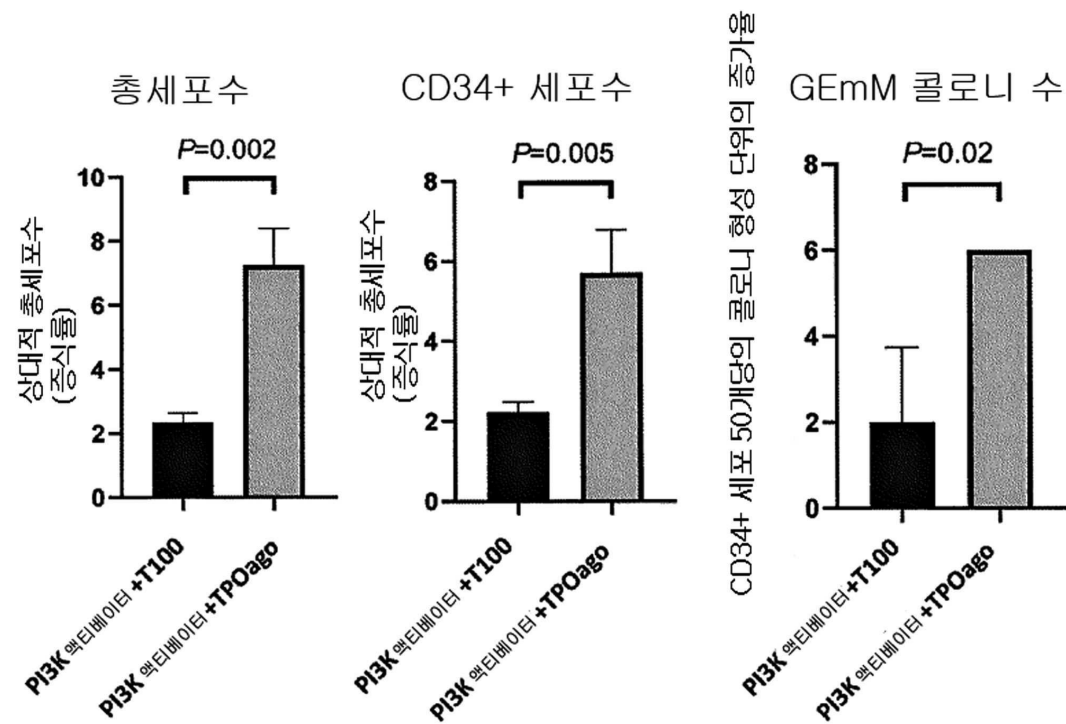 총세포수
P=0.002
상대적 총세포수
(증식률)
10
8
6
4
2
0
PI3K 액티베이터 +T100
PI3K 액티베이터 +TPOago
CD34+ 세포수
P=0.005
상대적 총세포수
(증식률)
8
6
4
2
0
PI3K 액티베이터 +T100
PI3K 액티베이터 +TPOago
GEmM 콜로니 수
P=0.02
CD34+ 세포 50개당의 콜로니 형성 단위의 증가율
8
6
4
2
0
PI3K 액티베이터 +T100
PI3K 액티베이터 +TPOago